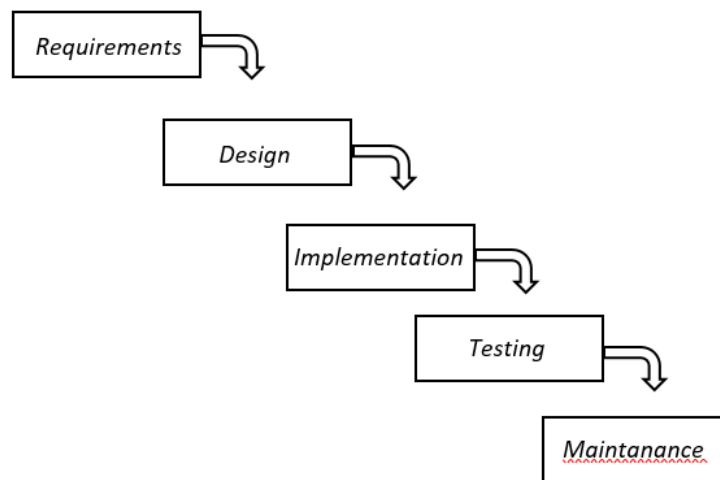 Requirements
Design
Implementation
Testing
Maintanance